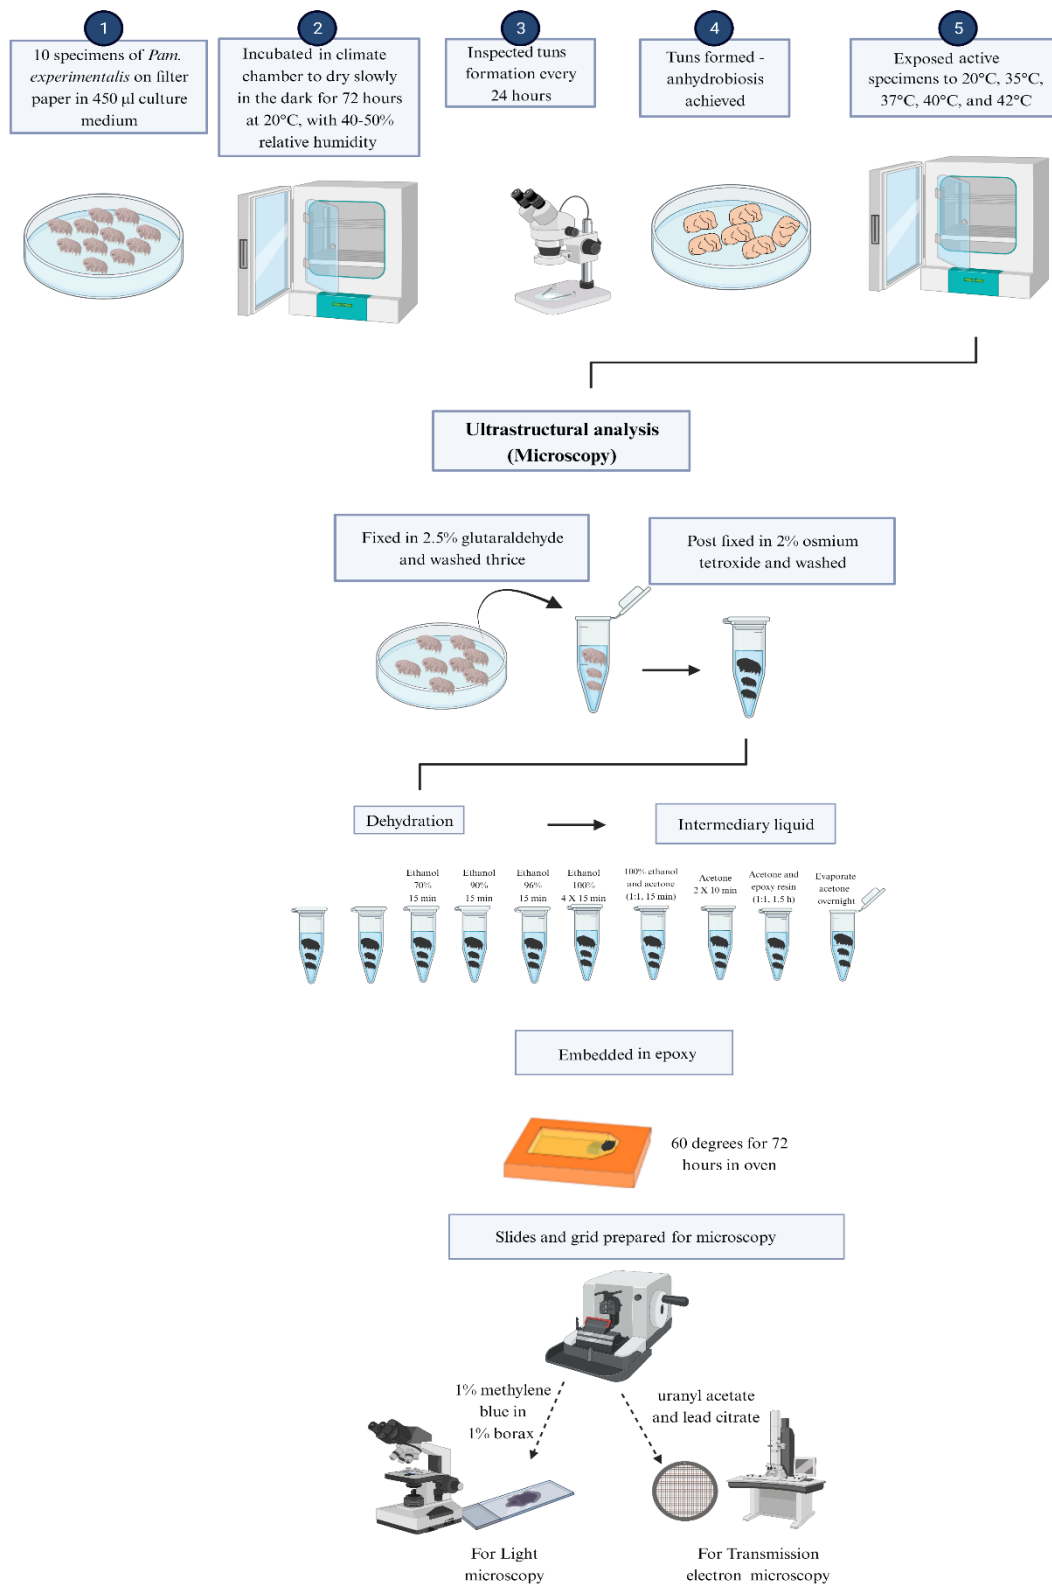 1
10 specimens of Pam.
experimentalis on filter
paper in 450 µl culture
medium
2
Incubated in climate
chamber to dry slowly
in the dark for 72 hours
at 20°C, with 40-50%
relative humidity
3
Inspected tuns
formation every
24 hours
4
Tuns formed -
anhydrobiosis
achieved
5
Exposed active
specimens to 20°C, 35°C,
37°C, 40°C, and 42°C
Ultrastructural analysis
(Microscopy)
Fixed in 2.5% glutaraldehyde
and washed thrice
Post fixed in 2% osmium
tetroxide and washed
Dehydration
Intermediary liquid
Ethanol
70%
15 min
Ethanol
90%
15 min
Ethanol
96%
15 min
Ethanol
100%
4 X 15 min
100% ethanol
and acetone
(1:1, 15 min)
Acetone
2 X 10 min
Acetone and
epoxy resin
(1:1, 1.5 h)
Evaporate
acetone
overnight
Embedded in epoxy
60 degrees for 72
hours in oven
Slides and grid prepared for microscopy
1% methylene
blue in
1% borax
uranyl acetate
and lead citrate
For Light
microscopy
For Transmission
electron microscopy